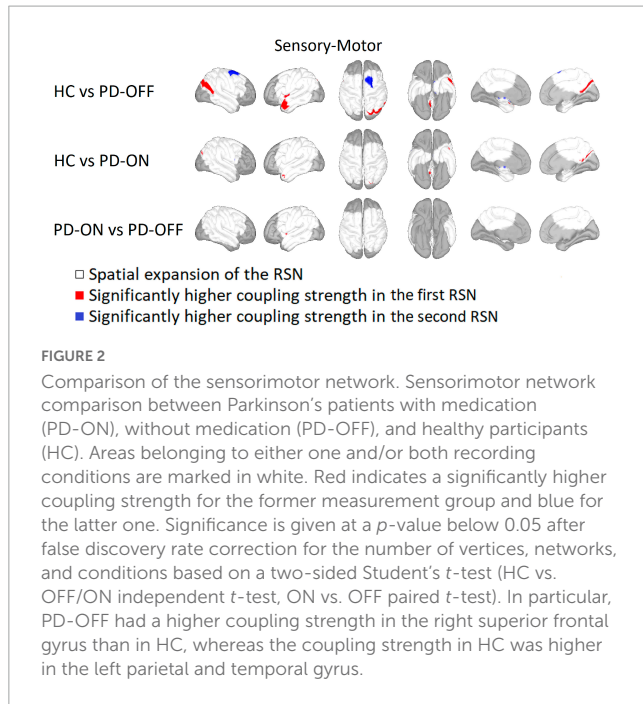 Sensory-Motor
HC vs PD-OFF
HC vs PD-ON
PD-ON vs PD-OFF
Spatial expansion of the RSN
Significantly higher coupling strength in the first RSN
Significantly higher coupling strength in the second RSN
FIGURE 2
Comparison of the sensorimotor network. Sensorimotor network
comparison between Parkinson’s patients with medication
(PD-ON), without medication (PD-OFF), and healthy participants
(HC). Areas belonging to either one and/or both recording
conditions are marked in white. Red indicates a significantly higher
coupling strength for the former measurement group and blue for
the latter one. Significance is given at a p-value below 0.05 after
false discovery rate correction for the number of vertices, networks,
and conditions based on a two-sided Student’s t-test (HC vs.
OFF/ON independent t-test, ON vs. OFF paired t-test). In particular,
PD-OFF had a higher coupling strength in the right superior frontal
gyrus than in HC, whereas the coupling strength in HC was higher
in the left parietal and temporal gyrus.